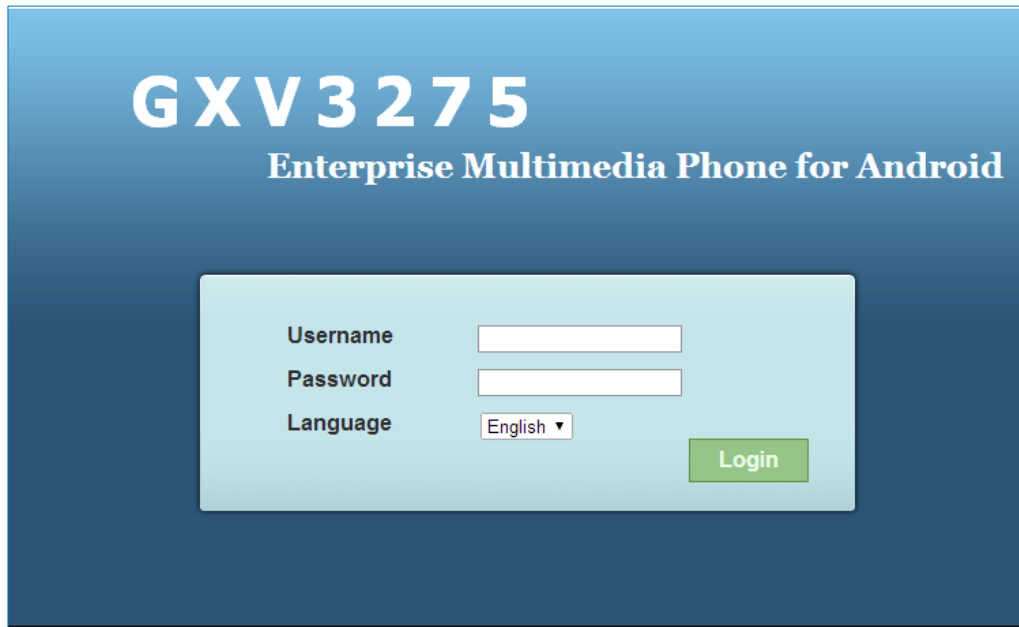 GXV3275
Enterprise Multimedia Phone for Android
Username
Password
Language English
Login